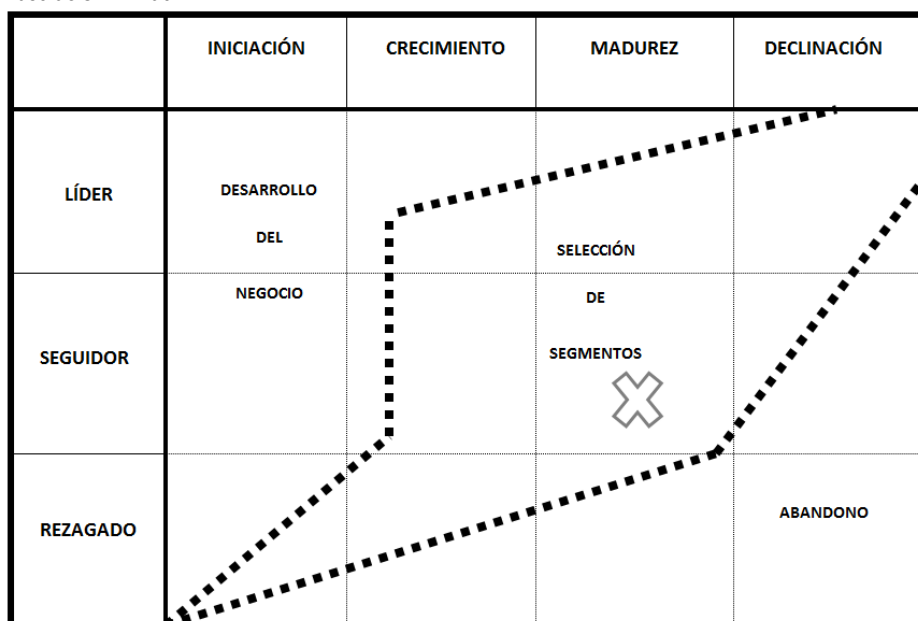 INICIACIÓN CRECIMIENTO MADUREZ DECLINACIÓN
LÍDER
DESARROLLO
DEL
NEGOCIO
SELECCIÓN
DE
SEGMENTOS
SEGUIDOR
REZAGADO
ABANDONO